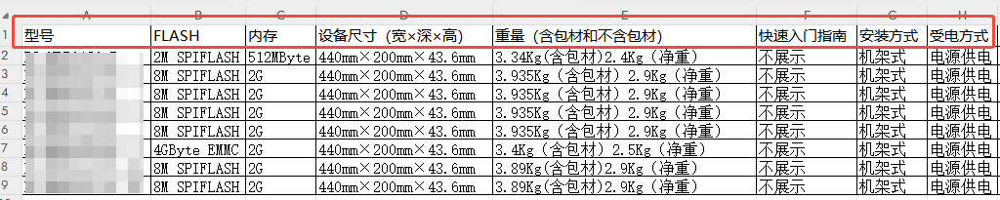 A B C D E F G H
1 型号 FLASH 内存 设备尺寸（宽×深×高） 重量（含包材和不含包材） 快速入门指南 安装方式 受电方式
2 2M SPIFLASH 512MByte 440mm×200mm×43.6mm 3.34Kg(含包材)2.4Kg（净重） 不展示 机架式 电源供电
3 8M SPIFLASH 2G 440mm×200mm×43.6mm 3.935Kg（含包材） 2.9Kg（净重） 不展示 机架式 电源供电
4 8M SPIFLASH 2G 440mm×200mm×43.6mm 3.935Kg（含包材） 2.9Kg（净重） 不展示 机架式 电源供电
5 8M SPIFLASH 2G 440mm×200mm×43.6mm 3.935Kg（含包材） 2.9Kg（净重） 不展示 机架式 电源供电
6 8M SPIFLASH 2G 440mm×200mm×43.6mm 3.935Kg（含包材） 2.9Kg（净重） 不展示 机架式 电源供电
7 4GByte EMMC 2G 440mm×200mm×43.6mm 3.4Kg（含包材）2.5Kg（净重） 不展示 机架式 电源供电
8 8M SPIFLASH 2G 440mm×200mm×43.6mm 3.89Kg(含包材)2.9Kg（净重） 不展示 机架式 电源供电
9 8M SPIFLASH 2G 440mm×200mm×43.6mm 3.89Kg(含包材)2.9Kg（净重） 不展示 机架式 电源供电